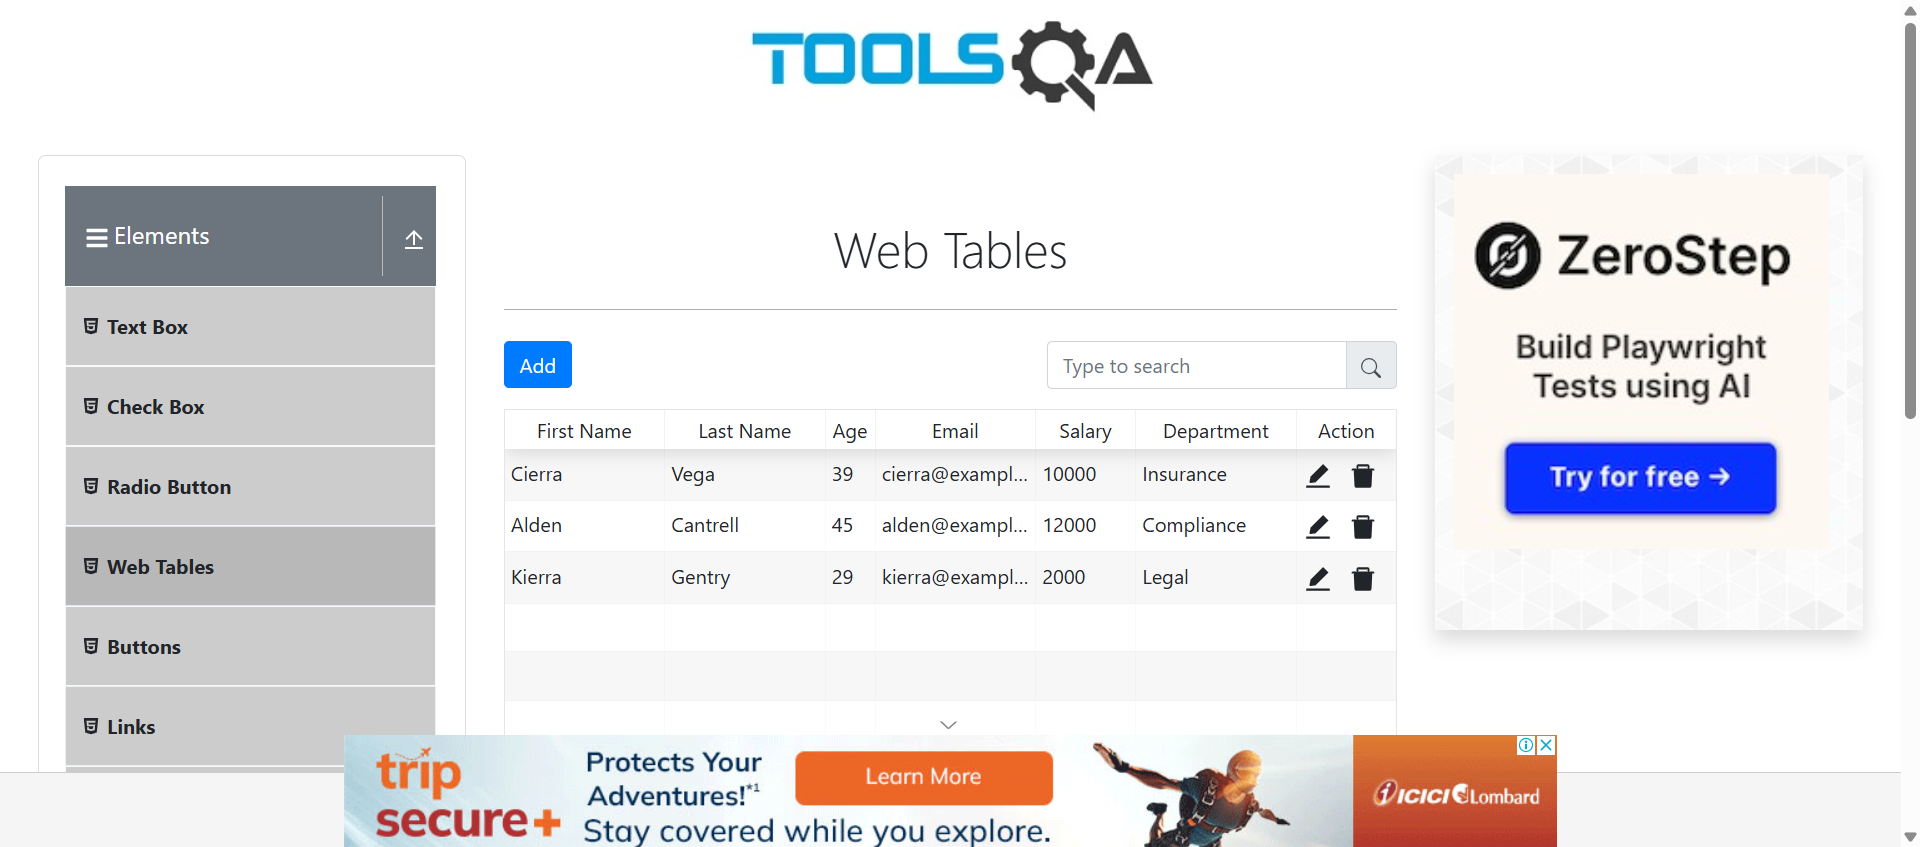 TOOLSQA
Elements
Text Box
Check Box
Radio Button
Web Tables
Buttons
Links
Web Tables
Add
Type to search
First Name Last Name Age Email Salary Department Action
Cierra Vega 39 cierra@exampl... 10000 Insurance
Alden Cantrell 45 alden@exampl... 12000 Compliance
Kierra Gentry 29 kierra@exampl... 2000 Legal
ZeroStep
Build Playwright
Tests using AI
Try for free →
trip
secure+
Protects Your
Adventures!*1
Stay covered while you explore.
Learn More
ICICI Lombard